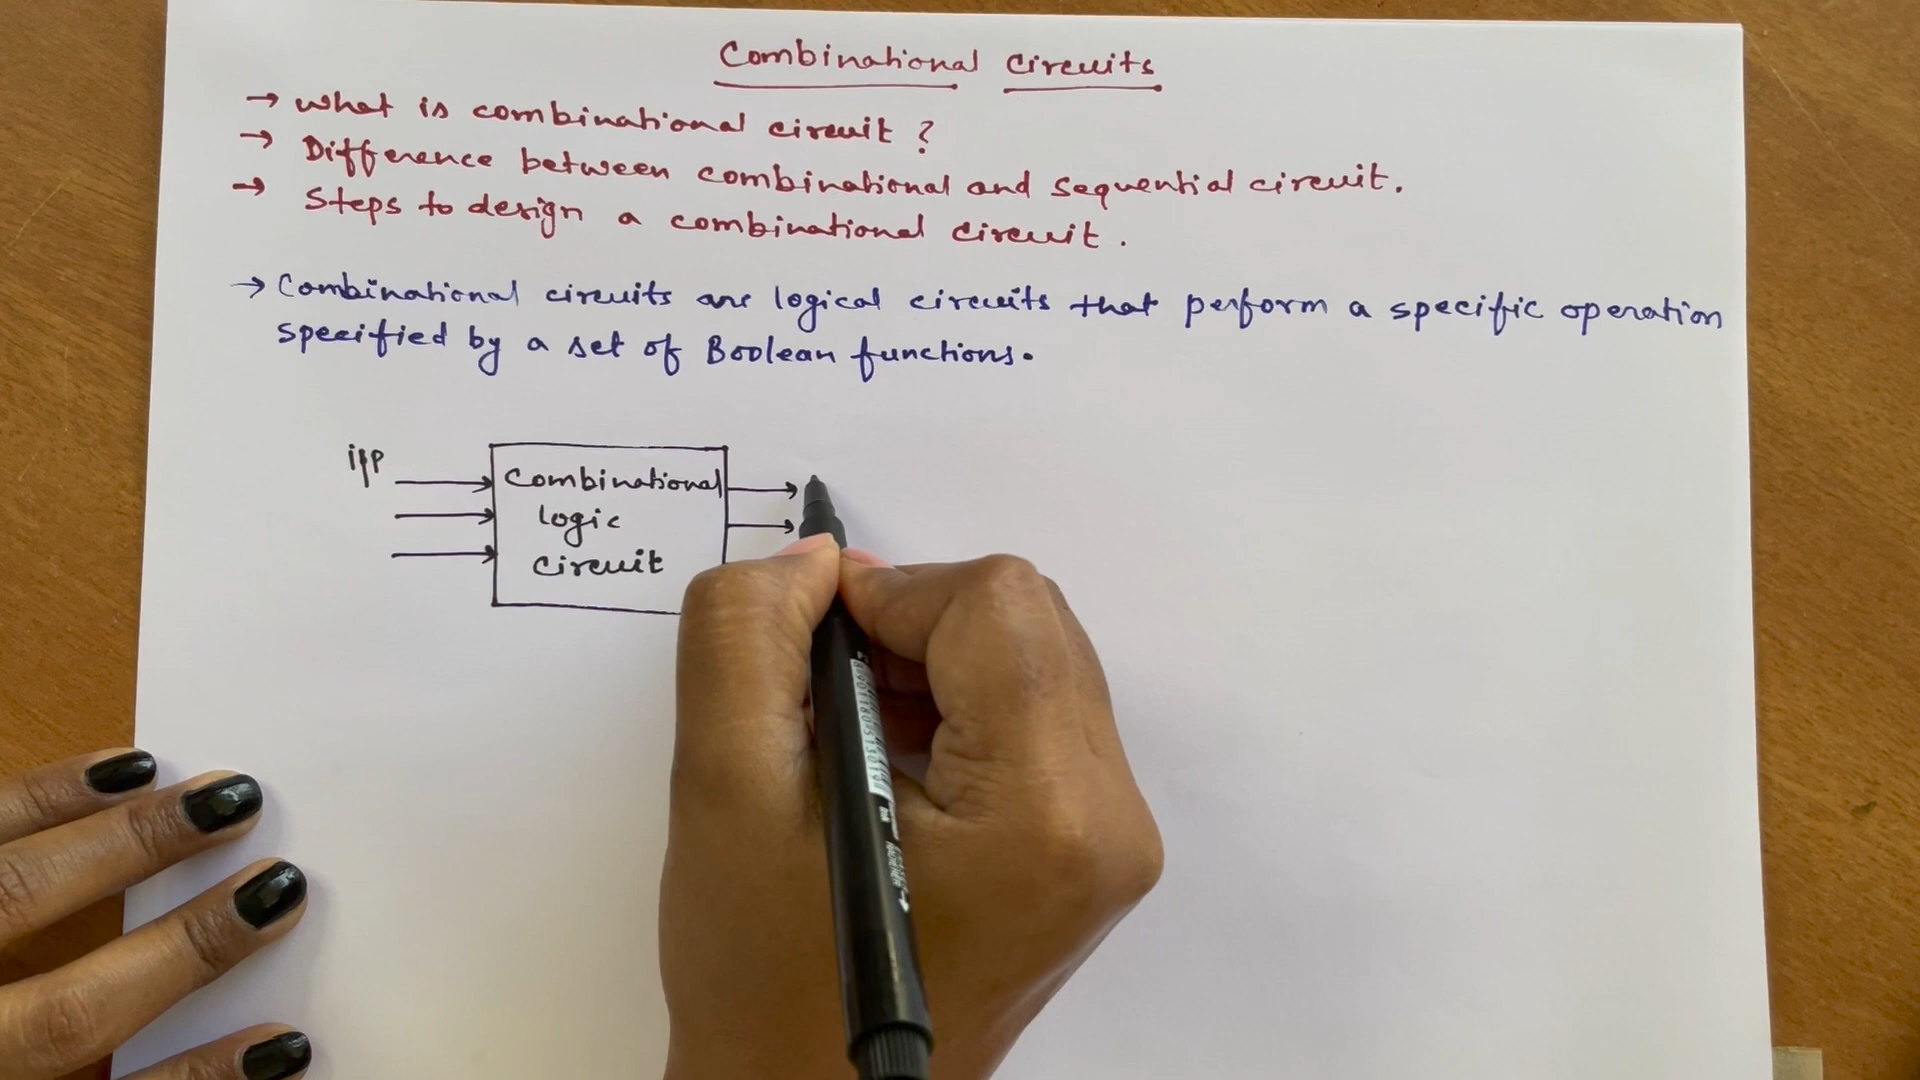 Combinational Circuits
→ What is combinational circuit ?
→ Difference between combinational and sequential circuit.
→ Steps to design a combinational circuit.
→ Combinational circuits are logical circuits that perform a specific operation
specified by a set of Boolean functions.
i/p
Combinational
logic
circuit